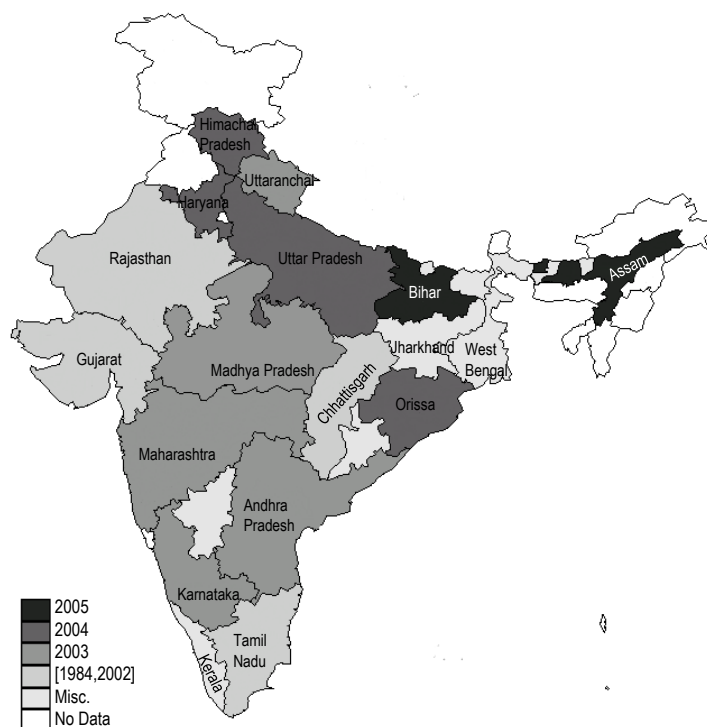 Himachal
Pradesh
Uttaranchal
Haryana
Rajasthan
Uttar Pradesh
Assam
Bihar
Gujarat
Jharkhand
West
Bengal
Madhya Pradesh
Chhattisgarh
Orissa
Maharashtra
Andhra
Pradesh
Karnataka
Tamil
Nadu
Kerala
2005
2004
2003
[1984,2002]
Misc.
No Data